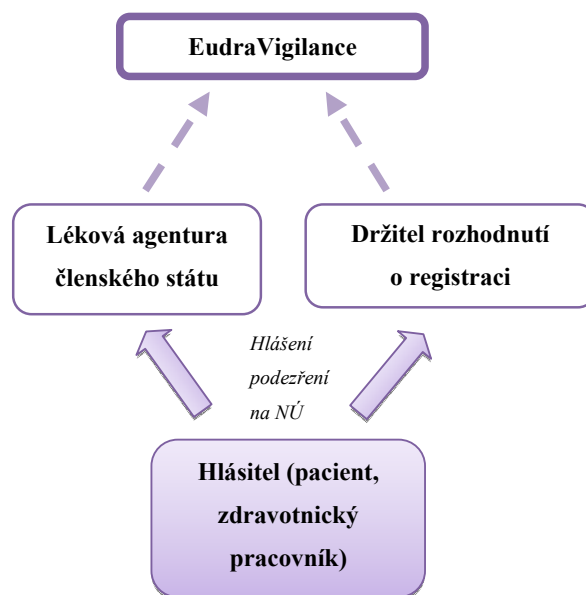 EudraVigilance
Léková agentura
členského státu
Držitel rozhodnutí
o registraci
Hlášení
podezření
na NÚ
Hlásitel (pacient,
zdravotnický
pracovník)